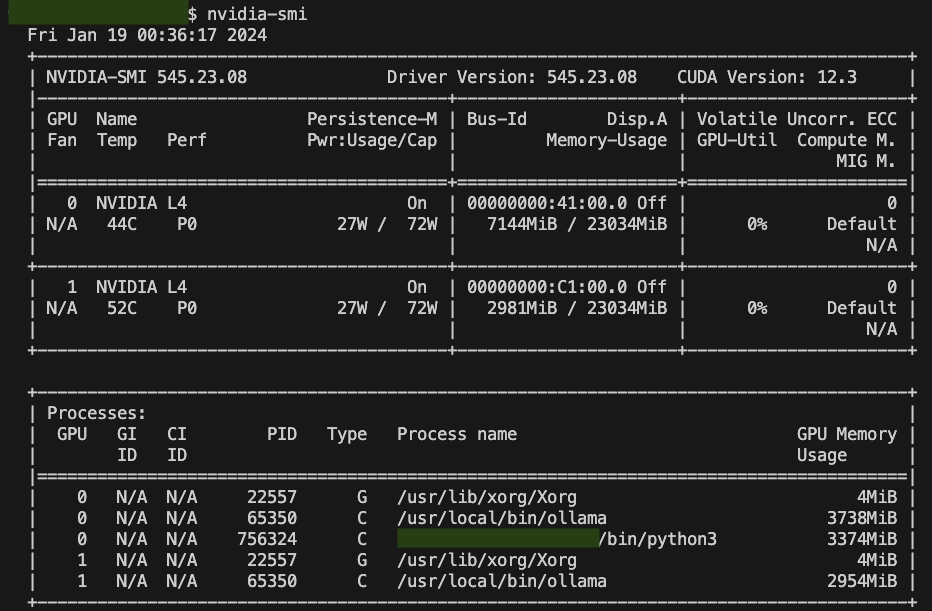 $ nvidia-smi
Fri Jan 19 00:36:17 2024
+---------------------------------------------------------------------------------------+
| NVIDIA-SMI 545.23.08              Driver Version: 545.23.08    CUDA Version: 12.3     |
|-----------------------------------------+----------------------+----------------------+
| GPU  Name                 Persistence-M | Bus-Id        Disp.A | Volatile Uncorr. ECC |
| Fan  Temp   Perf          Pwr:Usage/Cap |         Memory-Usage | GPU-Util  Compute M. |
|                                         |                      |               MIG M. |
|=========================================+======================+======================|
|   0  NVIDIA L4                      On  | 00000000:41:00.0 Off |                    0 |
| N/A   44C    P0              27W /  72W |   7144MiB / 23034MiB |      0%      Default |
|                                         |                      |                  N/A |
+-----------------------------------------+----------------------+----------------------+
|   1  NVIDIA L4                      On  | 00000000:C1:00.0 Off |                    0 |
| N/A   52C    P0              27W /  72W |   2981MiB / 23034MiB |      0%      Default |
|                                         |                      |                  N/A |
+-----------------------------------------+----------------------+----------------------+

+---------------------------------------------------------------------------------------+
| Processes:                                                                            |
|  GPU   GI   CI        PID   Type   Process name                            GPU Memory |
|        ID   ID                                                             Usage      |
|=======================================================================================|
|    0   N/A  N/A     22557      G   /usr/lib/xorg/Xorg                            4MiB |
|    0   N/A  N/A     65350      C   /usr/local/bin/ollama                      3738MiB |
|    0   N/A  N/A    756324      C   /bin/python3                               3374MiB |
|    1   N/A  N/A     22557      G   /usr/lib/xorg/Xorg                            4MiB |
|    1   N/A  N/A     65350      C   /usr/local/bin/ollama                      2954MiB |
+---------------------------------------------------------------------------------------+